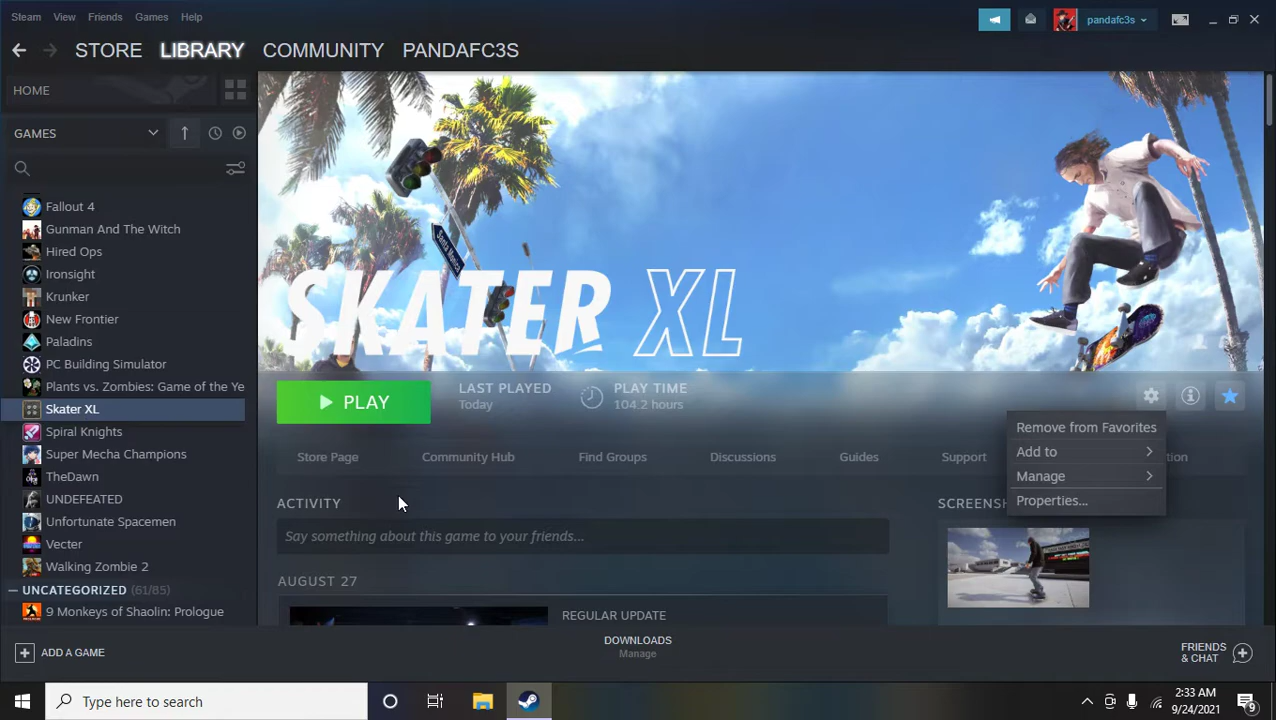 Steam View Friends Games Help
pandafc3s
STORE LIBRARY COMMUNITY PANDAFC3S
HOME
GAMES
Fallout 4
Gunman And The Witch
Hired Ops
Ironsight
Krunker
New Frontier
Paladins
PC Building Simulator
Plants vs. Zombies: Game of the Ye
Skater XL
Spiral Knights
Super Mecha Champions
TheDawn
UNDEFEATED
Unfortunate Spacemen
Vecter
Walking Zombie 2
UNCATEGORIZED (61/85)
9 Monkeys of Shaolin: Prologue
Santa Monica
SKATER XL
PLAY
LAST PLAYED
Today
PLAY TIME
104.2 hours
Remove from Favorites
Add to
Manage
Properties...
Store Page Community Hub Find Groups Discussions Guides Support
ACTIVITY
Say something about this game to your friends...
AUGUST 27
REGULAR UPDATE
SCREENSH
ADD A GAME
DOWNLOADS
Manage
FRIENDS
& CHAT
Type here to search
2:33 AM
9/24/2021
9